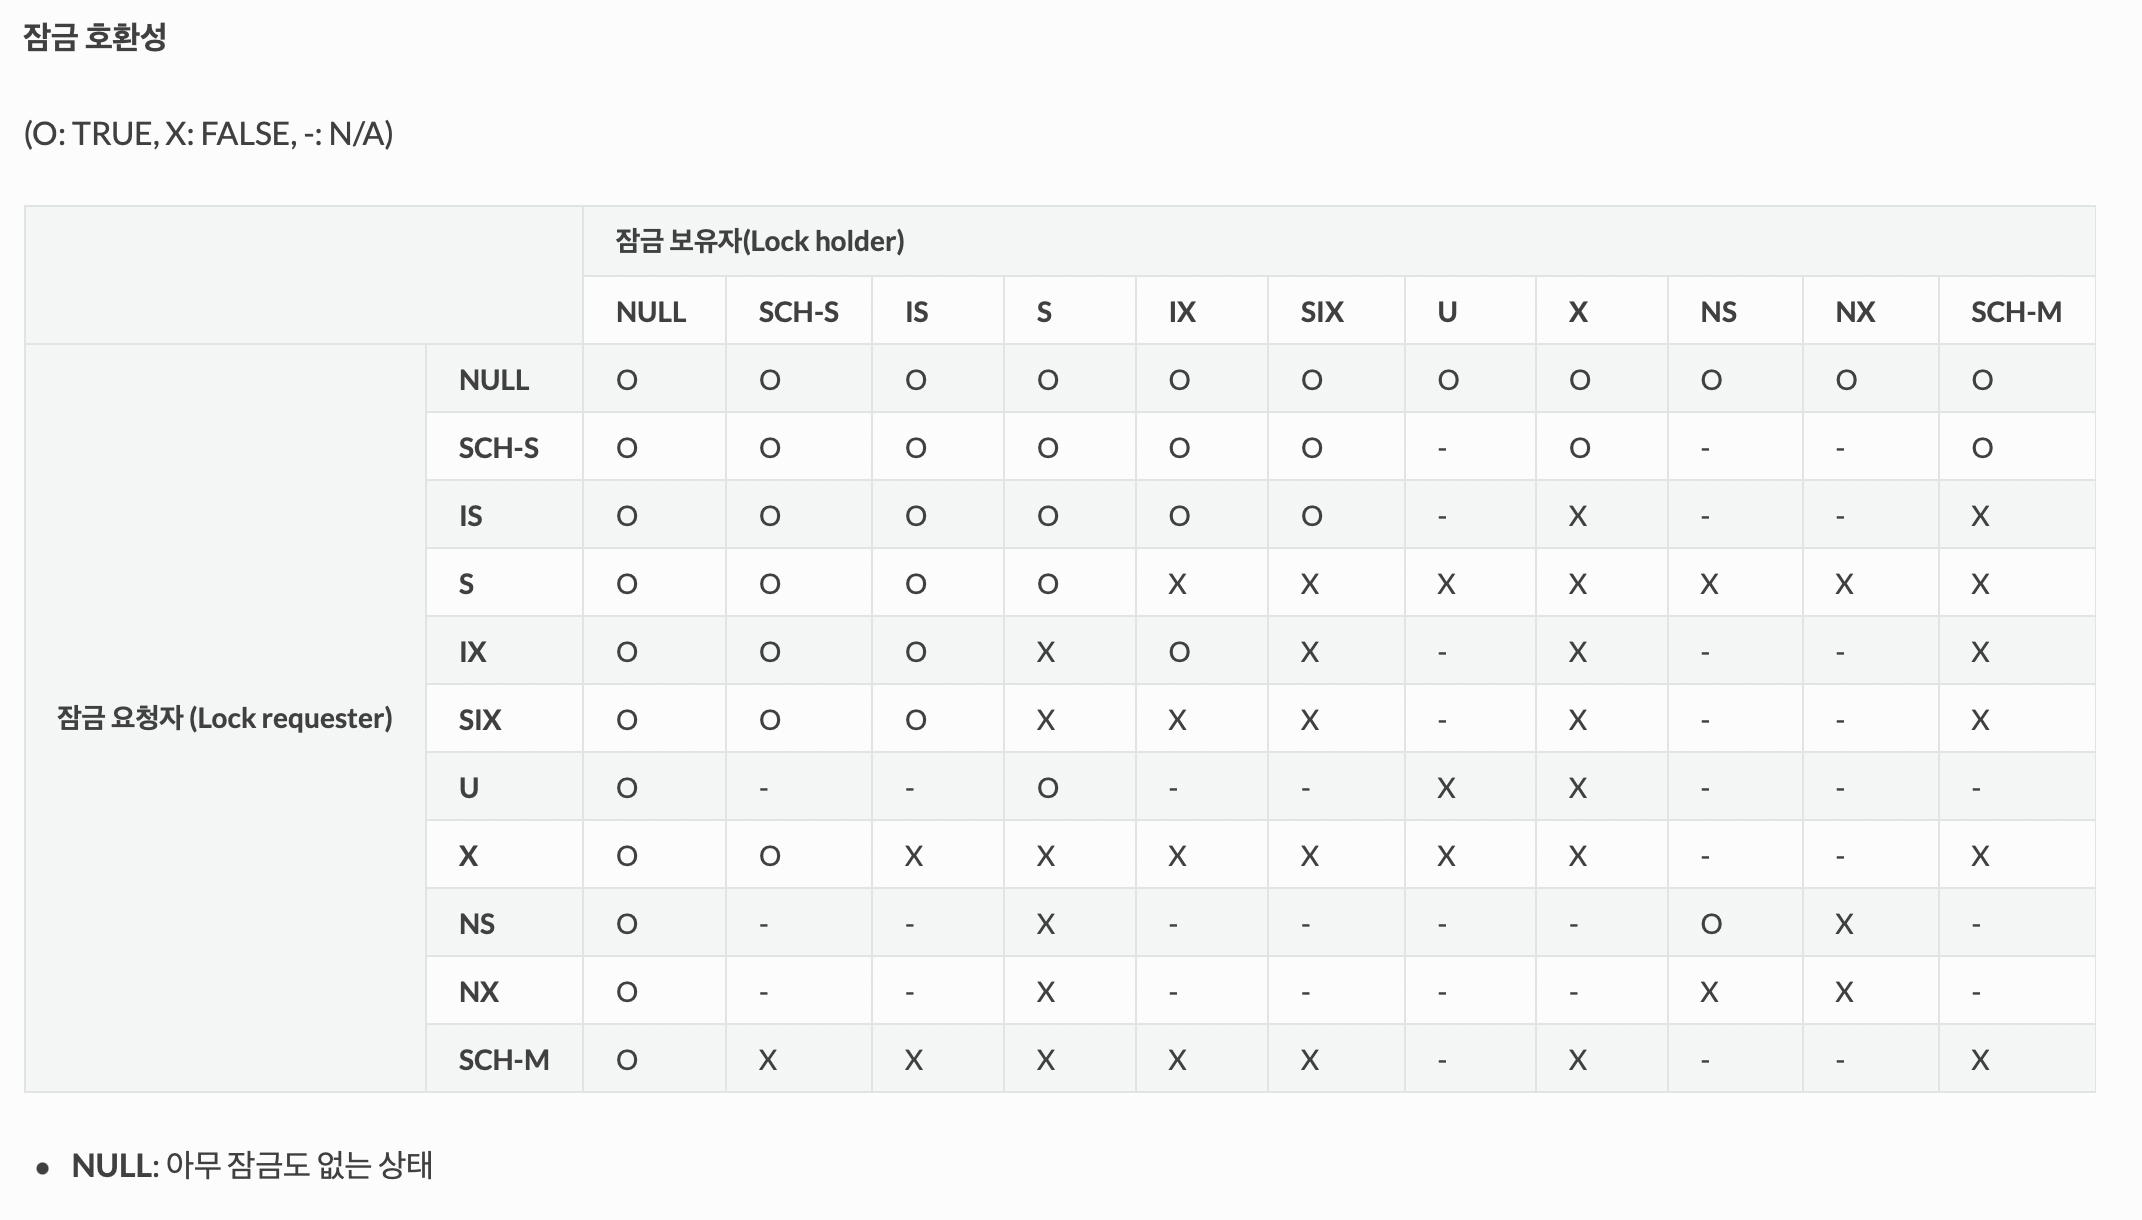 잠금 호환성
(O: TRUE, X: FALSE, -: N/A)
잠금 보유자(Lock holder)
NULL SCH-S IS S IX SIX U X NS NX SCH-M
잠금 요청자 (Lock requester)
NULL O O O O O O O O O O O
SCH-S O O O O O O - O - - O
IS O O O O O O - X - - X
S O O O O X X X X X X X
IX O O O X O X - X - - X
SIX O O O X X X - X - - X
U O - - O - - X X - - -
X O O X X X X X X - - X
NS O - - X - - - - O X -
NX O - - X - - - - X X -
SCH-M O X X X X X - X - - X
• NULL: 아무 잠금도 없는 상태